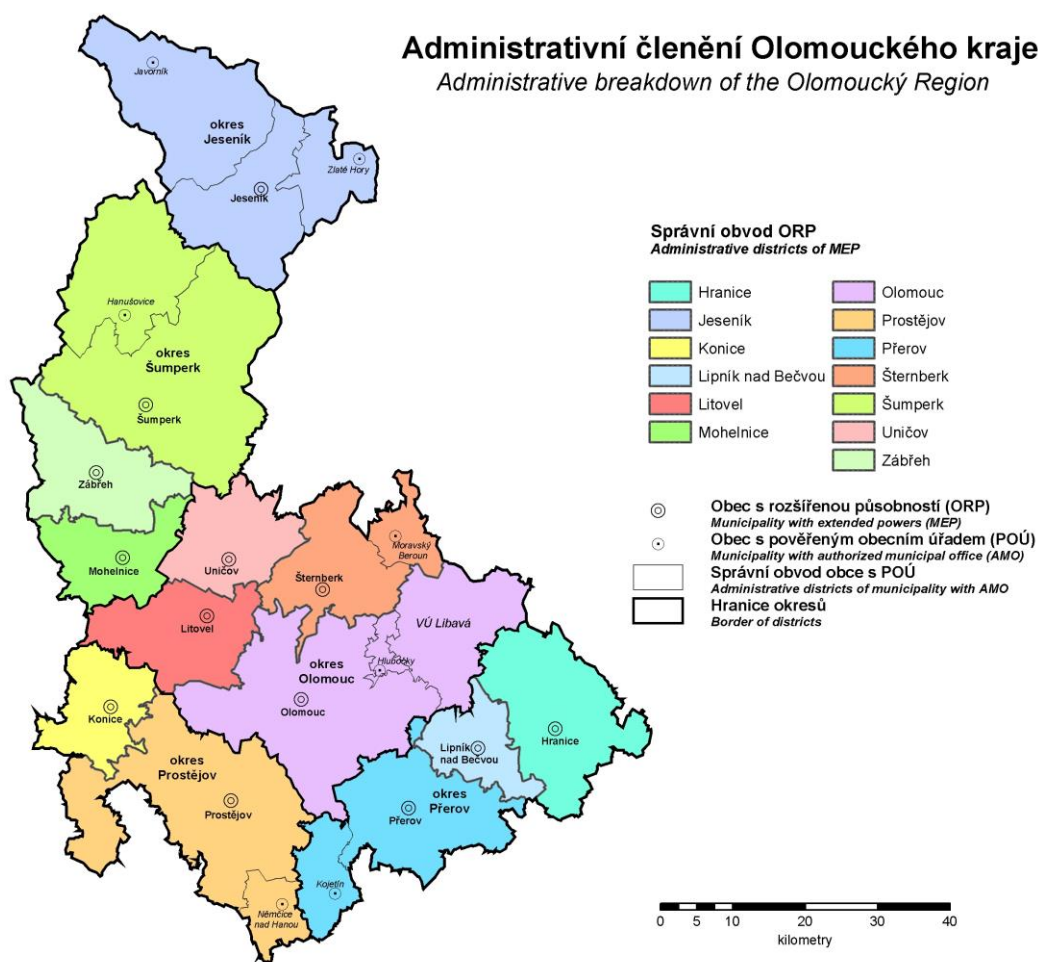 Administrativní členění Olomouckého kraje
Administrative breakdown of the Olomoucký Region
Javorník
okres
Jeseník
Zlaté Hory
Jeseník
Hanušovice
okres
Šumperk
Šumperk
Zábřeh
Mohelnice
Uničov
Moravský
Beroun
Šternberk
Litovel
VÚ Libavá
Hlubočky
okres
Olomouc
Olomouc
Konice
Hranice
Lipník
nad Bečvou
okres
Prostějov
Prostějov
okres
Přerov
Přerov
Kojetín
Němčice
nad Hanou
Správní obvod ORP
Administrative districts of MEP
Hranice
Jeseník
Konice
Lipník nad Bečvou
Litovel
Mohelnice
Olomouc
Prostějov
Přerov
Šternberk
Šumperk
Uničov
Zábřeh
Obec s rozšířenou působností (ORP)
Municipality with extended powers (MEP)
Obec s pověřeným obecním úřadem (POÚ)
Municipality with authorized municipal office (AMO)
Správní obvod obce s POÚ
Administrative districts of municipality with AMO
Hranice okresů
Border of districts
0 5 10 20 30 40
kilometry